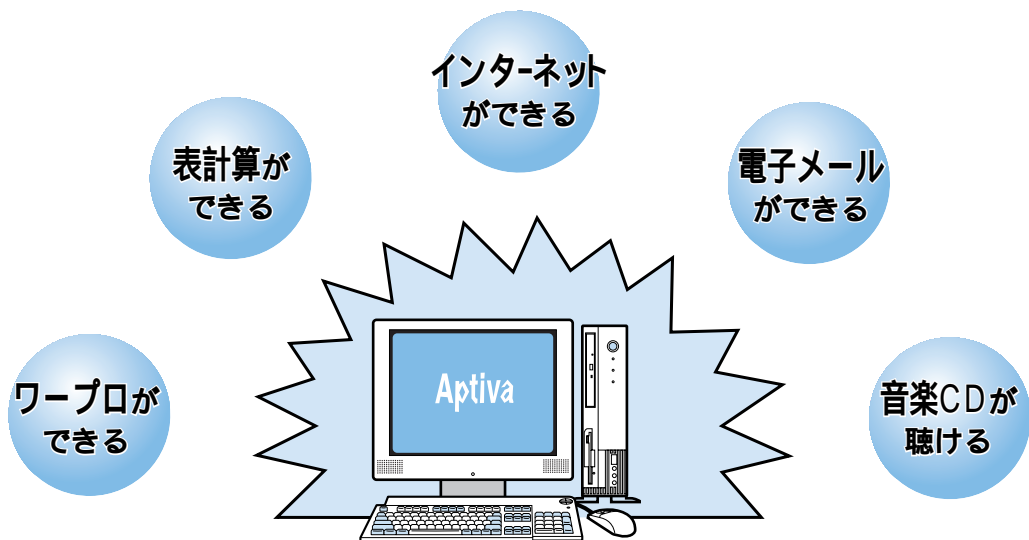 インターネット
ができる
表計算が
できる
電子メール
ができる
ワープロが
できる
音楽CDが
聴ける
Aptiva